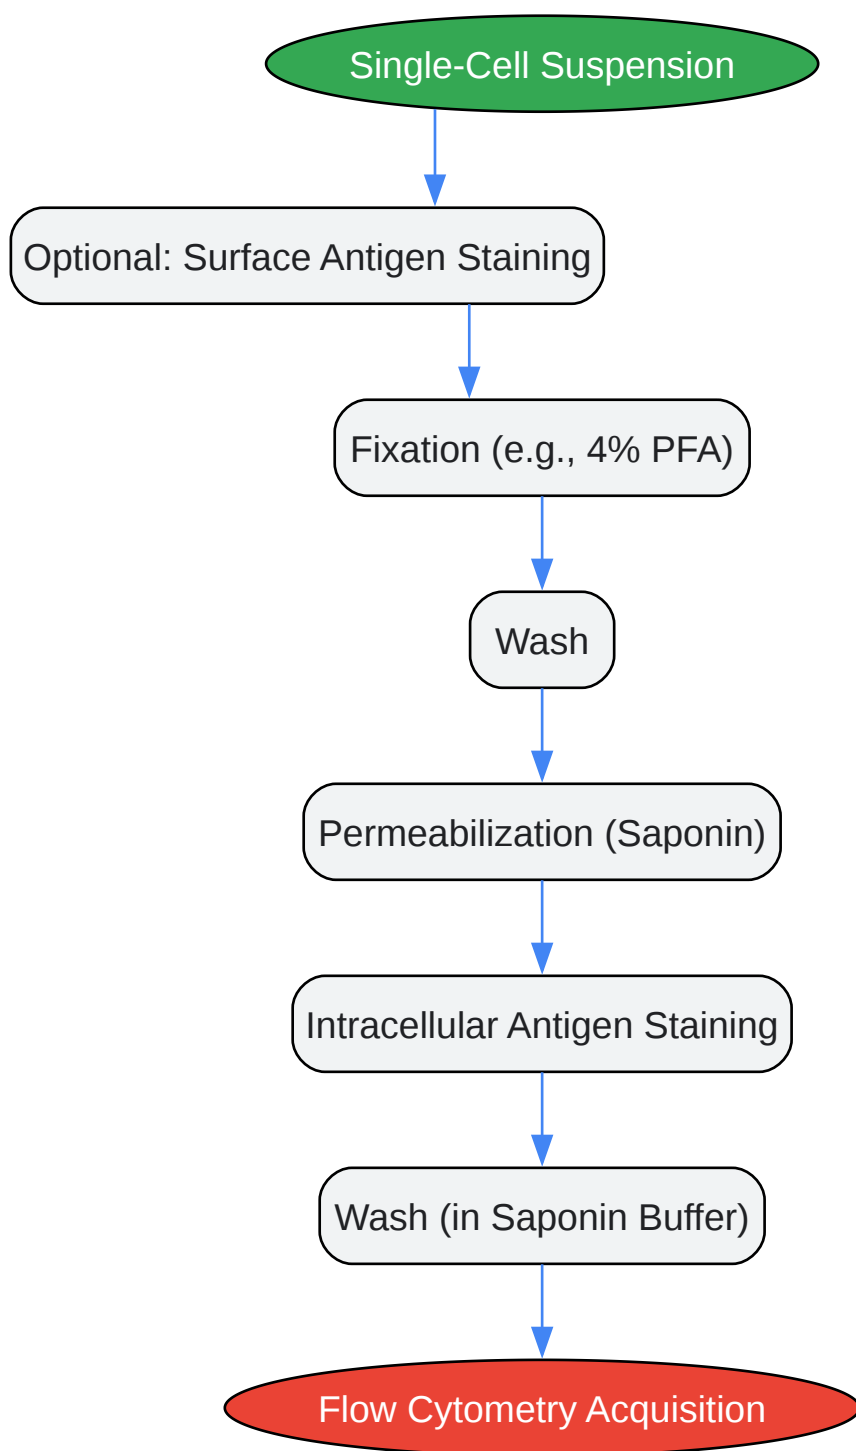 Single-Cell Suspension
Optional: Surface Antigen Staining
Fixation (e.g., 4% PFA)
Wash
Permeabilization (Saponin)
Intracellular Antigen Staining
Wash (in Saponin Buffer)
Flow Cytometry Acquisition